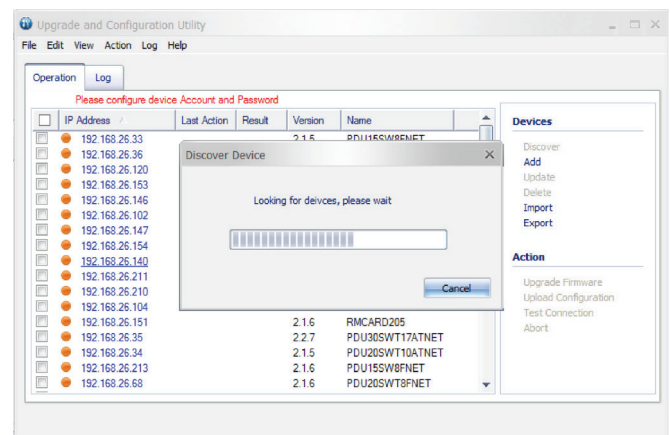 Upgrade and Configuration Utility
File Edit View Action Log Help
Operation Log
Please configure device Account and Password
IP Address Last Action Result Version Name
192.168.26.33 2.1.5 PDU15SW8FNET
192.168.26.36
192.168.26.120
192.168.26.153
192.168.26.146
192.168.26.102
192.168.26.147
192.168.26.154
192.168.26.140
192.168.26.211
192.168.26.210
192.168.26.104
192.168.26.151 2.1.6 RMCARD205
192.168.26.35 2.2.7 PDU30SWT17ATNET
192.168.26.34 2.1.5 PDU20SWT10ATNET
192.168.26.213 2.1.6 PDU15SW8FNET
192.168.26.68 2.1.6 PDU20SWT8FNET
Discover Device
Looking for deivces, please wait
Cancel
Devices
Discover
Add
Update
Delete
Import
Export
Action
Upgrade Firmware
Upload Configuration
Test Connection
Abort